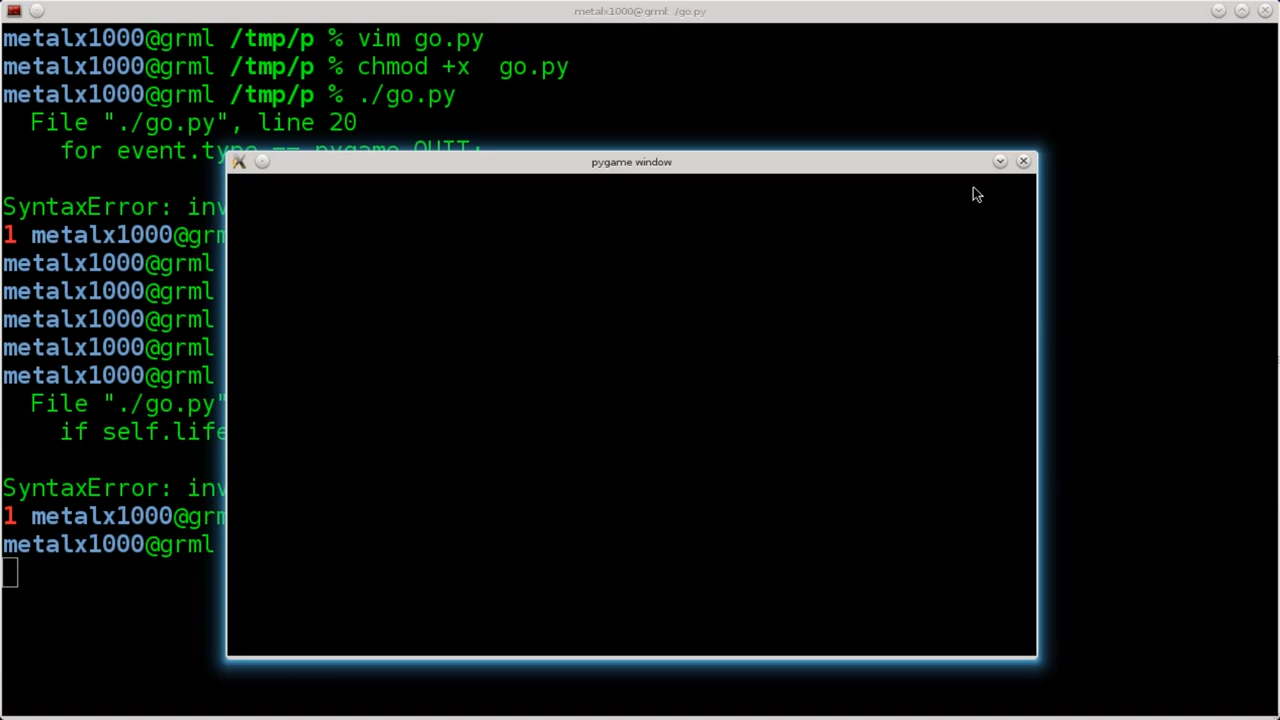 metalx1000@grml: ./go.py
metalx1000@grml /tmp/p % vim go.py
metalx1000@grml /tmp/p % chmod +x  go.py
metalx1000@grml /tmp/p % ./go.py
File "./go.py", line 20
for event.type == pygame.QUIT:
pygame window
SyntaxError: inv
1 metalx1000@grm
metalx1000@grml
metalx1000@grml
metalx1000@grml
metalx1000@grml
metalx1000@grml
File "./go.py"
if self.life
SyntaxError: inv
1 metalx1000@grm
metalx1000@grml